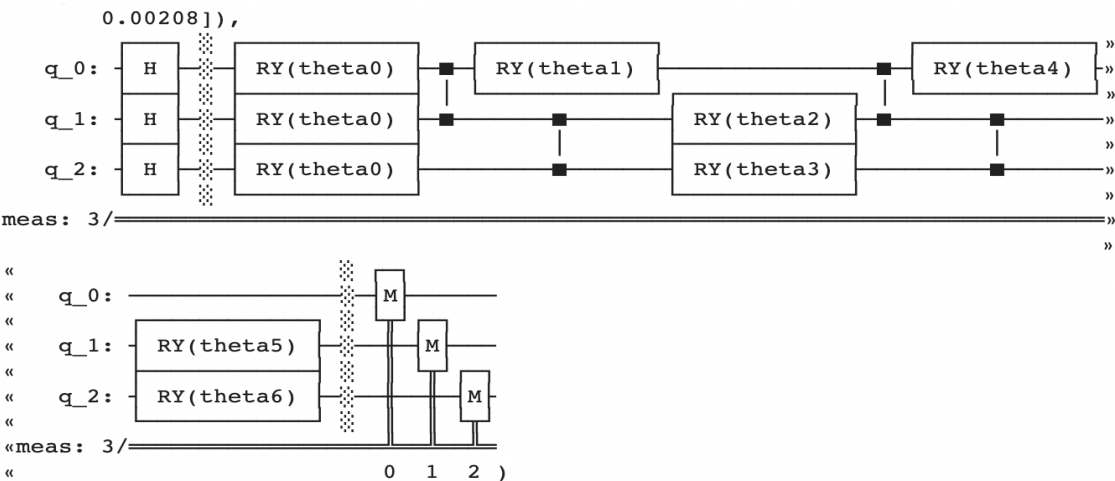 0.00208]),
»
q_0: H RY(theta0) RY(theta1) RY(theta4) »
»
q_1: H RY(theta0) RY(theta2) »
»
q_2: H RY(theta0) RY(theta3) »
»
meas: 3/ »
»
«
« q_0: M
«
« q_1: RY(theta5) M
«
« q_2: RY(theta6) M
«
«meas: 3/
« 0 1 2 )